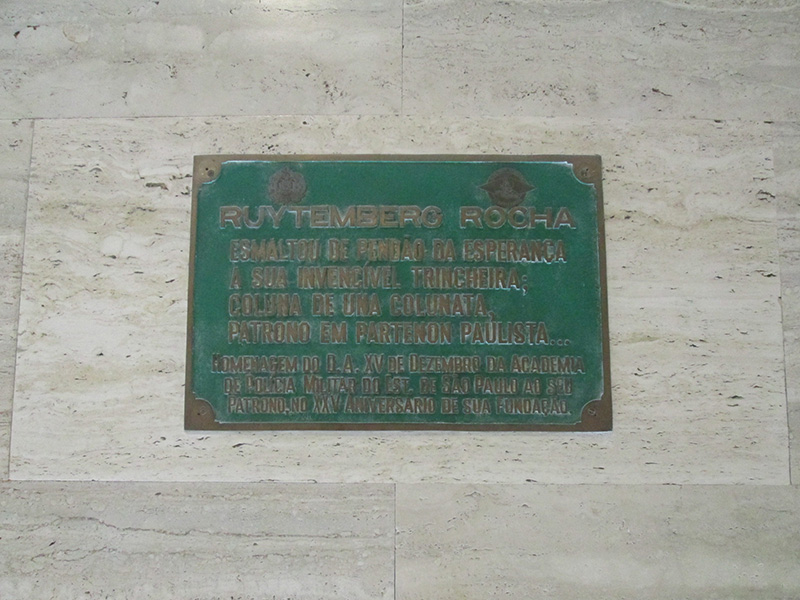 RUYTEMBERG ROCHA
ESMALTOU DE PENDÃO DA ESPERANÇA
A SUA INVENCÍVEL TRINCHEIRA;
COLUNA DE UMA COLUNATA,
PATRONO EM PARTENON PAULISTA...
HOMENAGEM DO D.A. XV DE DEZEMBRO DA ACADEMIA
DE POLÍCIA MILITAR DO EST. DE SÃO PAULO AO SEU
PATRONO, NO XXV ANIVERSÁRIO DE SUA FUNDAÇÃO.